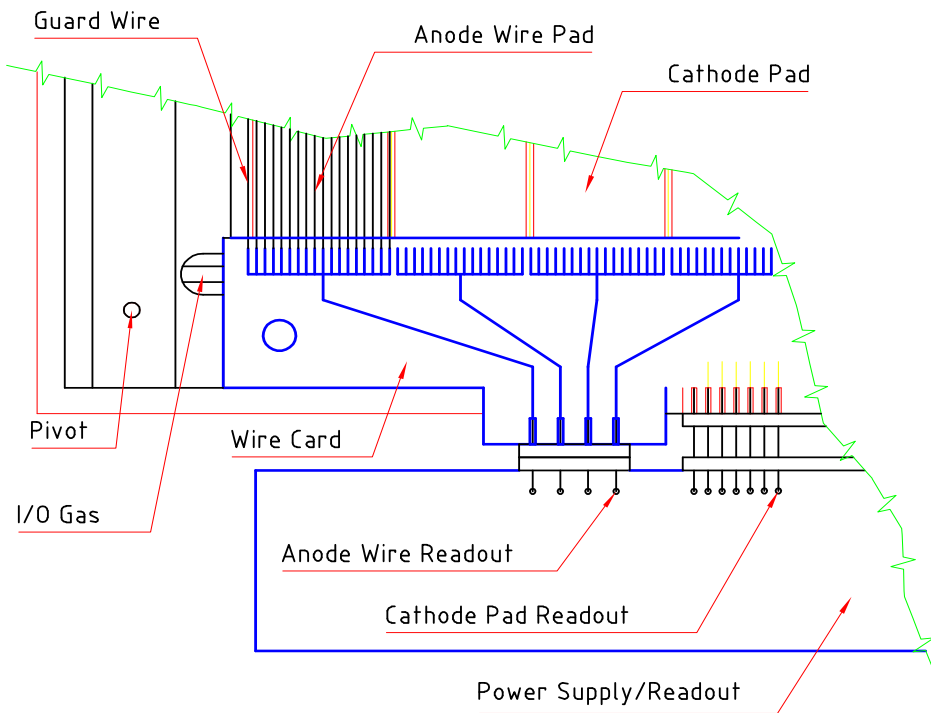 Guard Wire
Anode Wire Pad
Cathode Pad
Pivot
Wire Card
I/O Gas
Anode Wire Readout
Cathode Pad Readout
Power Supply/Readout